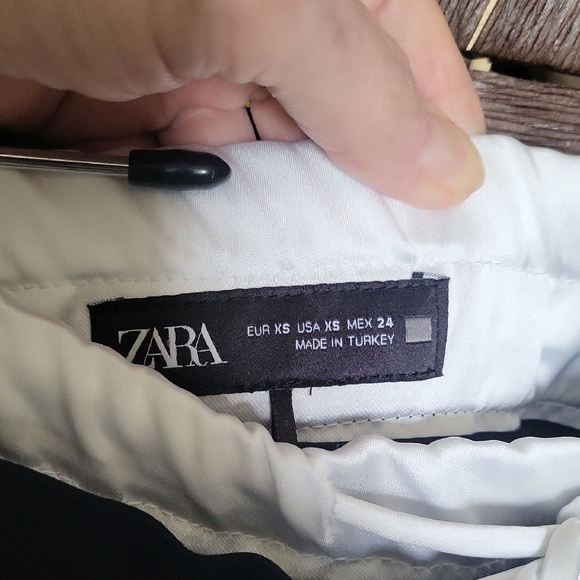 ZARA
EUR XS USA XS MEX 24
MADE IN TURKEY